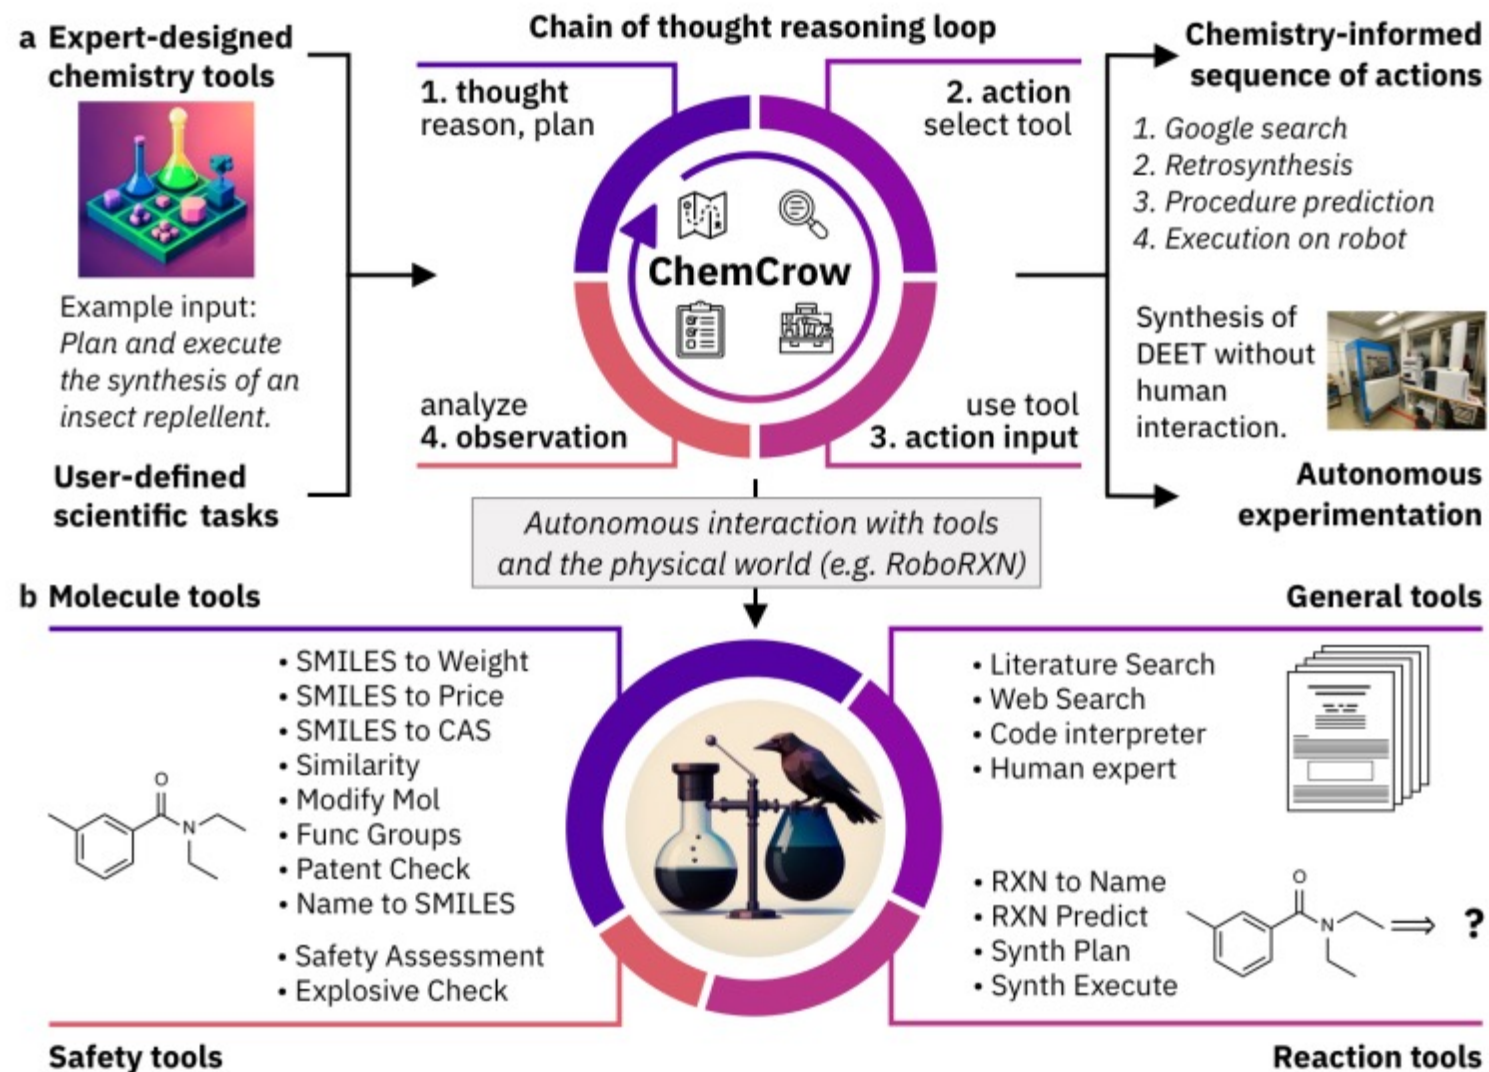 a Expert-designed
chemistry tools
Example input:
Plan and execute
the synthesis of an
insect repllellent.
User-defined
scientific tasks
Chain of thought reasoning loop
1. thought
reason, plan
2. action
select tool
ChemCrow
analyze
4. observation
use tool
3. action input
Chemistry-informed
sequence of actions
1. Google search
2. Retrosynthesis
3. Procedure prediction
4. Execution on robot
Synthesis of
DEET without
human
interaction.
Autonomous
experimentation
Autonomous interaction with tools
and the physical world (e.g. RoboRXN)
b Molecule tools
• SMILES to Weight
• SMILES to Price
• SMILES to CAS
• Similarity
• Modify Mol
• Func Groups
• Patent Check
• Name to SMILES
O
N
• Safety Assessment
• Explosive Check
Safety tools
General tools
• Literature Search
• Web Search
• Code interpreter
• Human expert
• RXN to Name
• RXN Predict
• Synth Plan
• Synth Execute
O
N
?
Reaction tools